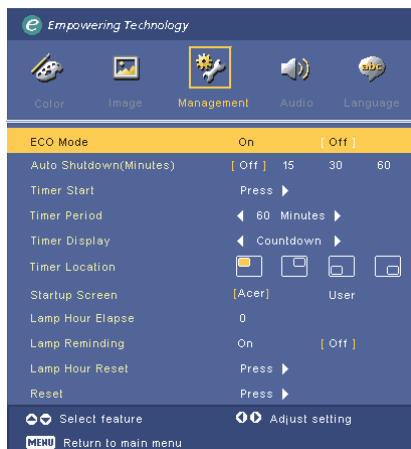 e Empowering Technology
Color Image Management Audio abc Language
ECO Mode On [ Off ]
Auto Shutdown(Minutes) [ Off ] 15 30 60
Timer Start Press
Timer Period 60 Minutes
Timer Display Countdown
Timer Location
Startup Screen [Acer] User
Lamp Hour Elapse 0
Lamp Reminding On [ Off ]
Lamp Hour Reset Press
Reset Press
Select feature Adjust setting
MENU Return to main menu